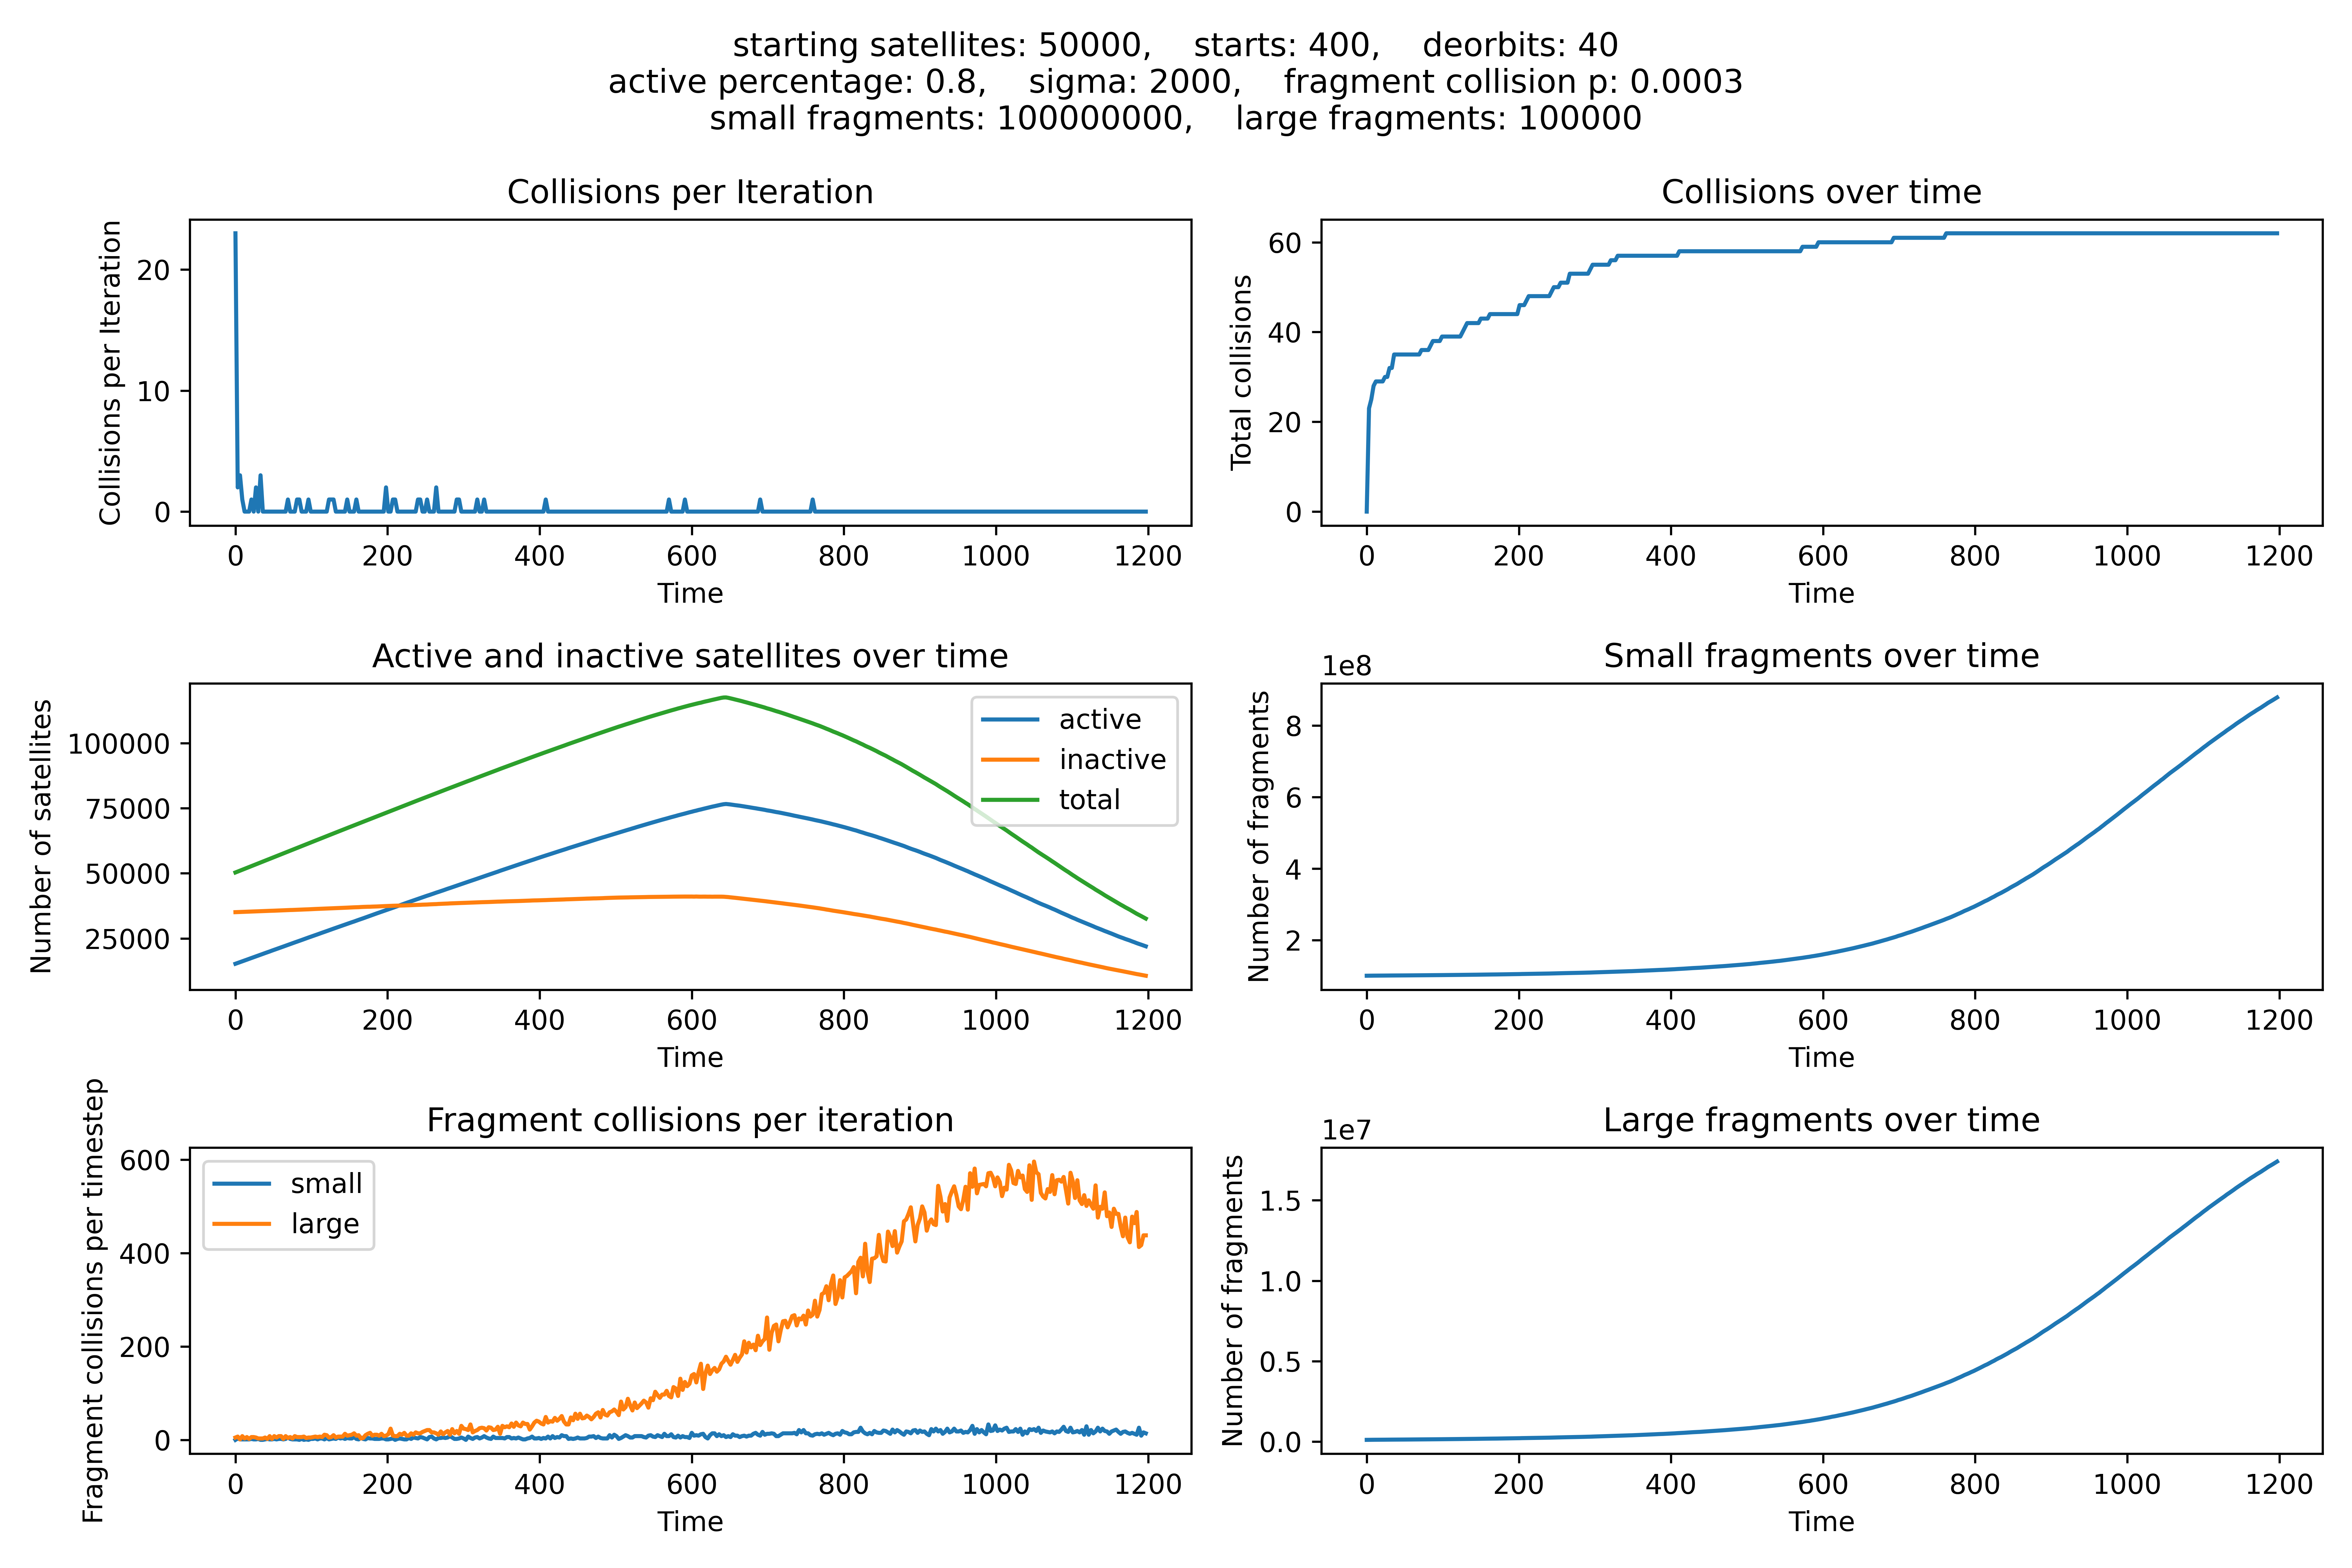 starting satellites: 50000,    starts: 400,    deorbits: 40
active percentage: 0.8,    sigma: 2000,    fragment collision p: 0.0003
small fragments: 100000000,    large fragments: 100000
Collisions per Iteration
Collisions per Iteration
20
10
0
0 200 400 600 800 1000 1200
Time
Collisions over time
Total collisions
60
40
20
0
0 200 400 600 800 1000 1200
Time
Active and inactive satellites over time
Number of satellites
100000
75000
50000
25000
active
inactive
total
0 200 400 600 800 1000 1200
Time
Small fragments over time
1e8
Number of fragments
8
6
4
2
0 200 400 600 800 1000 1200
Time
Fragment collisions per iteration
Fragment collisions per timestep
600
400
200
0
small
large
0 200 400 600 800 1000 1200
Time
Large fragments over time
1e7
Number of fragments
1.5
1.0
0.5
0.0
0 200 400 600 800 1000 1200
Time